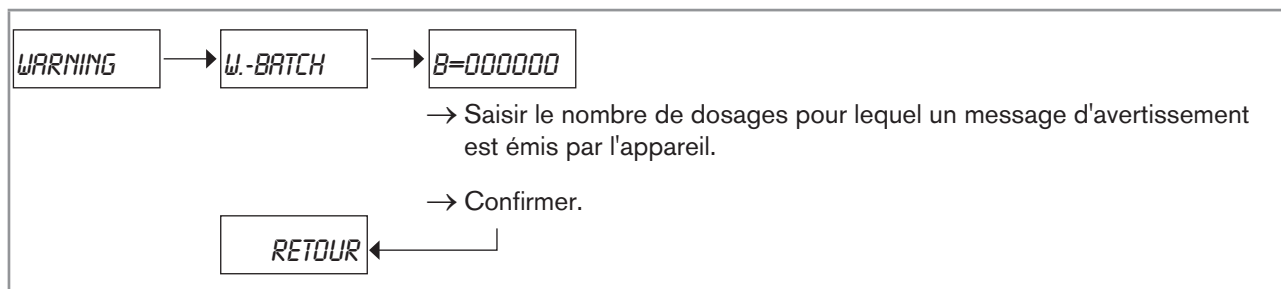 WARNING → W.-BATCH → B=000000
→ Saisir le nombre de dosages pour lequel un message d'avertissement
est émis par l'appareil.
→ Confirmer.
RETOUR